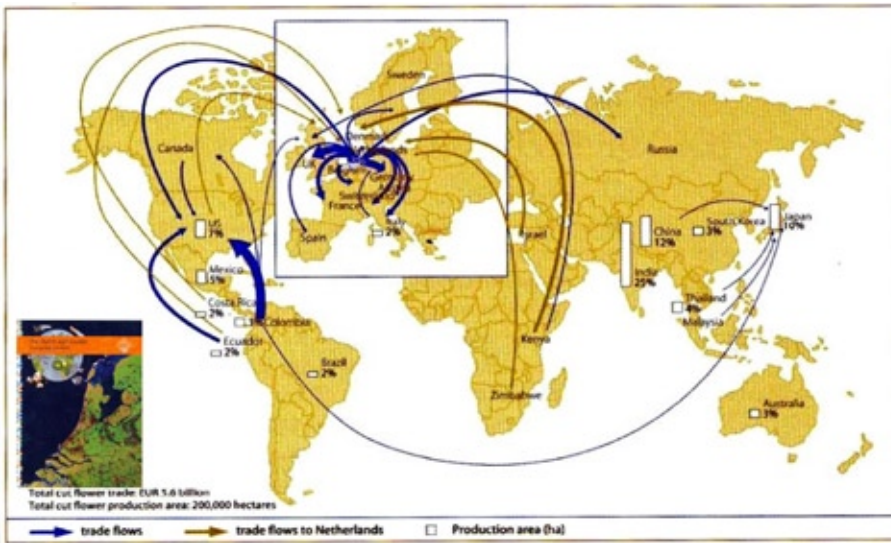 Sweden
Russia
Canada
UK
France
Spain
Italy
2%
Israel
US
7%
Mexico
5%
Costa Rica
2%
Colombia
Ecuador
2%
Brazil
2%
Kenya
Zimbabwe
India
25%
China
12%
South Korea
3%
Japan
10%
Thailand
4%
Malaysia
Australia
3%
Total cut flower trade: EUR 5.6 billion
Total cut flower production area: 200,000 hectares
trade flows
trade flows to Netherlands
Production area (ha)